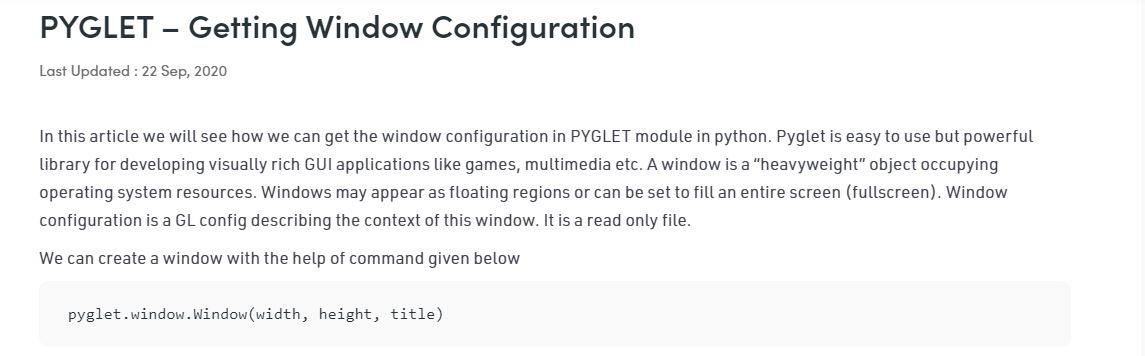 PYGLET – Getting Window Configuration
Last Updated : 22 Sep, 2020
In this article we will see how we can get the window configuration in PYGLET module in python. Pyglet is easy to use but powerful
library for developing visually rich GUI applications like games, multimedia etc. A window is a “heavyweight” object occupying
operating system resources. Windows may appear as floating regions or can be set to fill an entire screen (fullscreen). Window
configuration is a GL config describing the context of this window. It is a read only file.
We can create a window with the help of command given below
pyglet.window.Window(width, height, title)